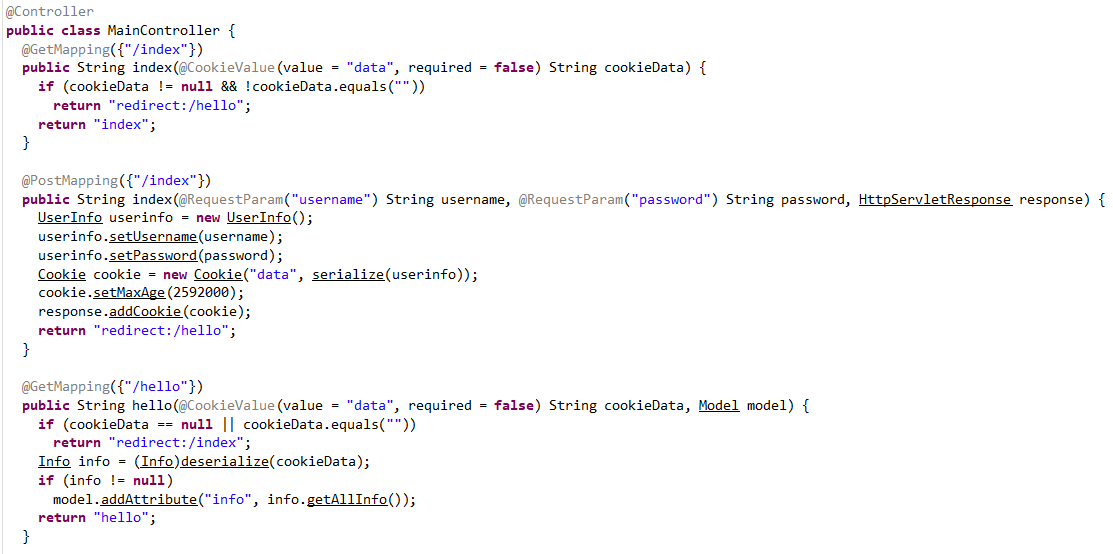 @Controller
public class MainController {
  @GetMapping({"/index"})
  public String index(@CookieValue(value = "data", required = false) String cookieData) {
    if (cookieData != null && !cookieData.equals(""))
      return "redirect:/hello";
    return "index";
  }

  @PostMapping({"/index"})
  public String index(@RequestParam("username") String username, @RequestParam("password") String password, HttpServletResponse response) {
    UserInfo userinfo = new UserInfo();
    userinfo.setUsername(username);
    userinfo.setPassword(password);
    Cookie cookie = new Cookie("data", serialize(userinfo));
    cookie.setMaxAge(2592000);
    response.addCookie(cookie);
    return "redirect:/hello";
  }

  @GetMapping({"/hello"})
  public String hello(@CookieValue(value = "data", required = false) String cookieData, Model model) {
    if (cookieData == null || cookieData.equals(""))
      return "redirect:/index";
    Info info = (Info)deserialize(cookieData);
    if (info != null)
      model.addAttribute("info", info.getAllInfo());
    return "hello";
  }